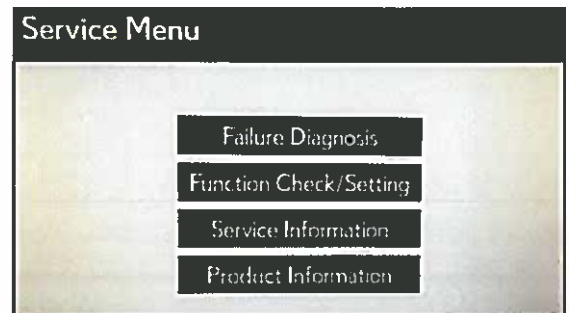 Service Menu
Failure Diagnosis
Function Check/Setting
Service Information
Product Information